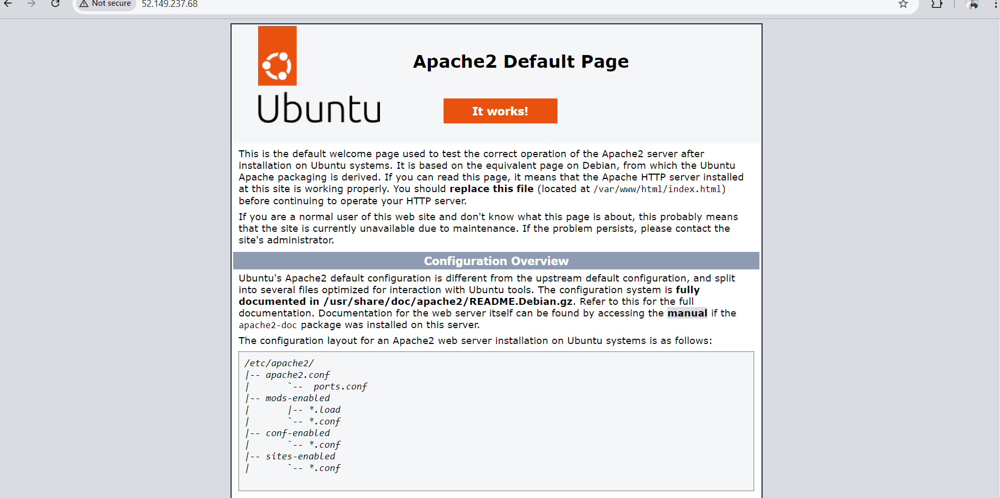 Not secure 52.149.237.68
Apache2 Default Page
Ubuntu
It works!
This is the default welcome page used to test the correct operation of the Apache2 server after
installation on Ubuntu systems. It is based on the equivalent page on Debian, from which the Ubuntu
Apache packaging is derived. If you can read this page, it means that the Apache HTTP server installed
at this site is working properly. You should replace this file (located at /var/www/html/index.html)
before continuing to operate your HTTP server.
If you are a normal user of this web site and don't know what this page is about, this probably means
that the site is currently unavailable due to maintenance. If the problem persists, please contact the
site's administrator.
Configuration Overview
Ubuntu's Apache2 default configuration is different from the upstream default configuration, and split
into several files optimized for interaction with Ubuntu tools. The configuration system is fully
documented in /usr/share/doc/apache2/README.Debian.gz. Refer to this for the full
documentation. Documentation for the web server itself can be found by accessing the manual if the
apache2-doc package was installed on this server.
The configuration layout for an Apache2 web server installation on Ubuntu systems is as follows:
/etc/apache2/
|-- apache2.conf
|       `--  ports.conf
|-- mods-enabled
|       |-- *.load
|       `-- *.conf
|-- conf-enabled
|       `-- *.conf
|-- sites-enabled
|       `-- *.conf